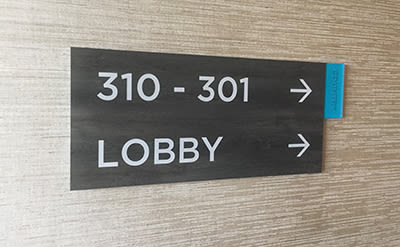 310 - 301 →
LOBBY →